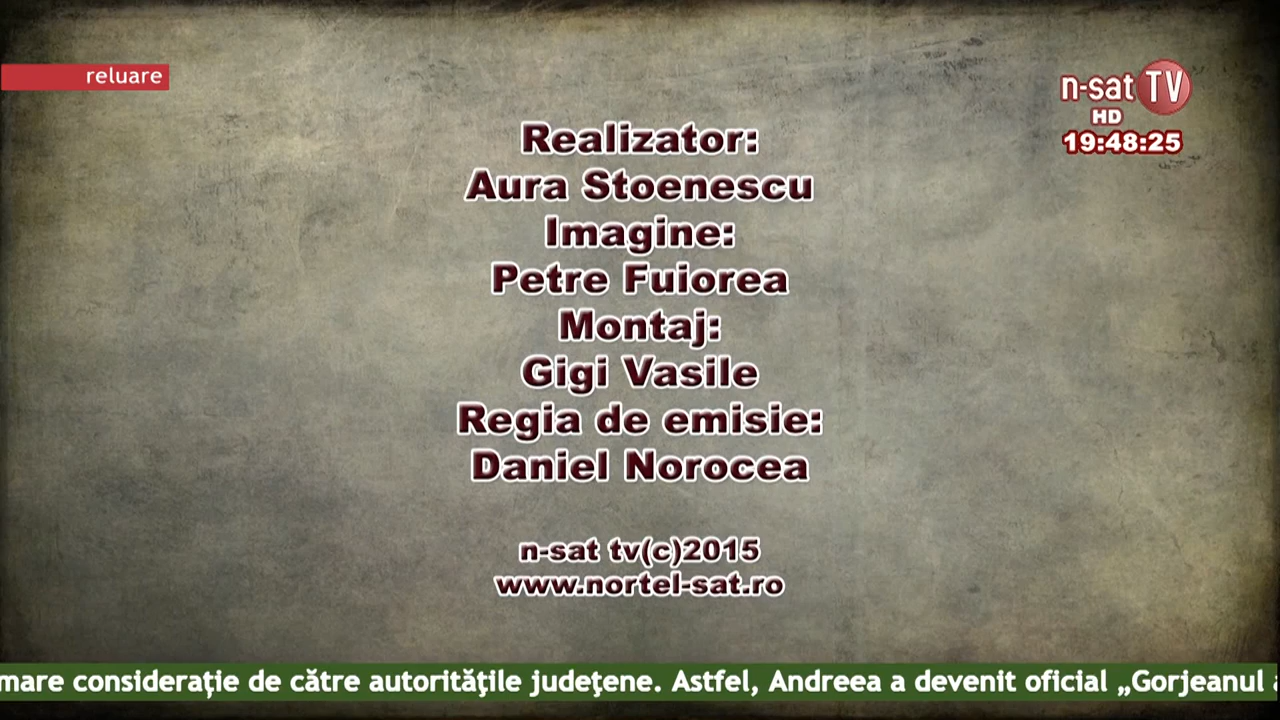 reluare
n-sat TV
HD
19:48:25
Realizator:
Aura Stoenescu
Imagine:
Petre Fuiorea
Montaj:
Gigi Vasile
Regia de emisie:
Daniel Norocea
n-sat tv(c)2015
www.nortel-sat.ro
mare considerație de către autorităţile judeţene. Astfel, Andreea a devenit oficial „Gorjeanul